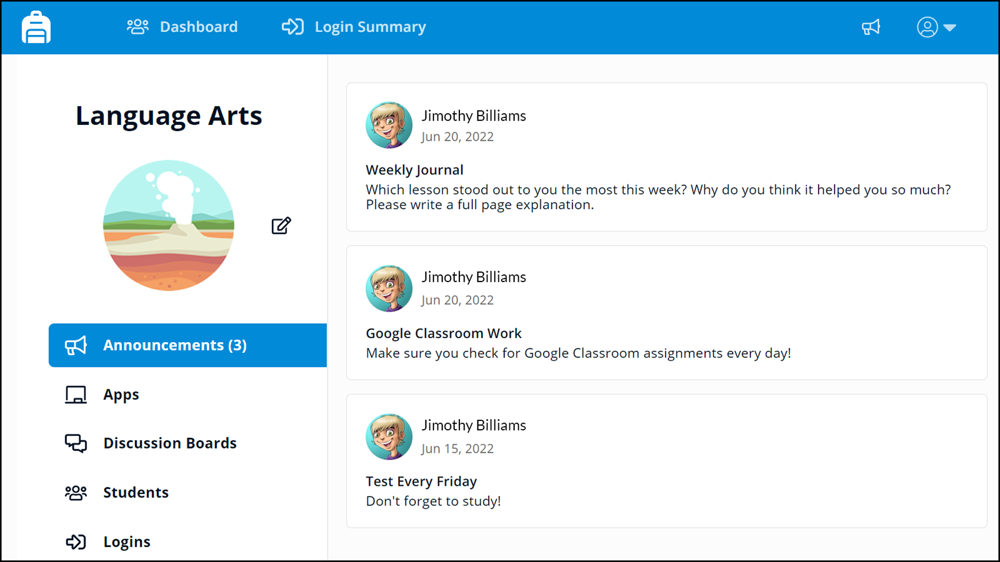 Dashboard
Login Summary
Language Arts
Announcements (3)
Apps
Discussion Boards
Students
Logins
Jimothy Billiams
Jun 20, 2022
Weekly Journal
Which lesson stood out to you the most this week? Why do you think it helped you so much?
Please write a full page explanation.
Jimothy Billiams
Jun 20, 2022
Google Classroom Work
Make sure you check for Google Classroom assignments every day!
Jimothy Billiams
Jun 15, 2022
Test Every Friday
Don't forget to study!